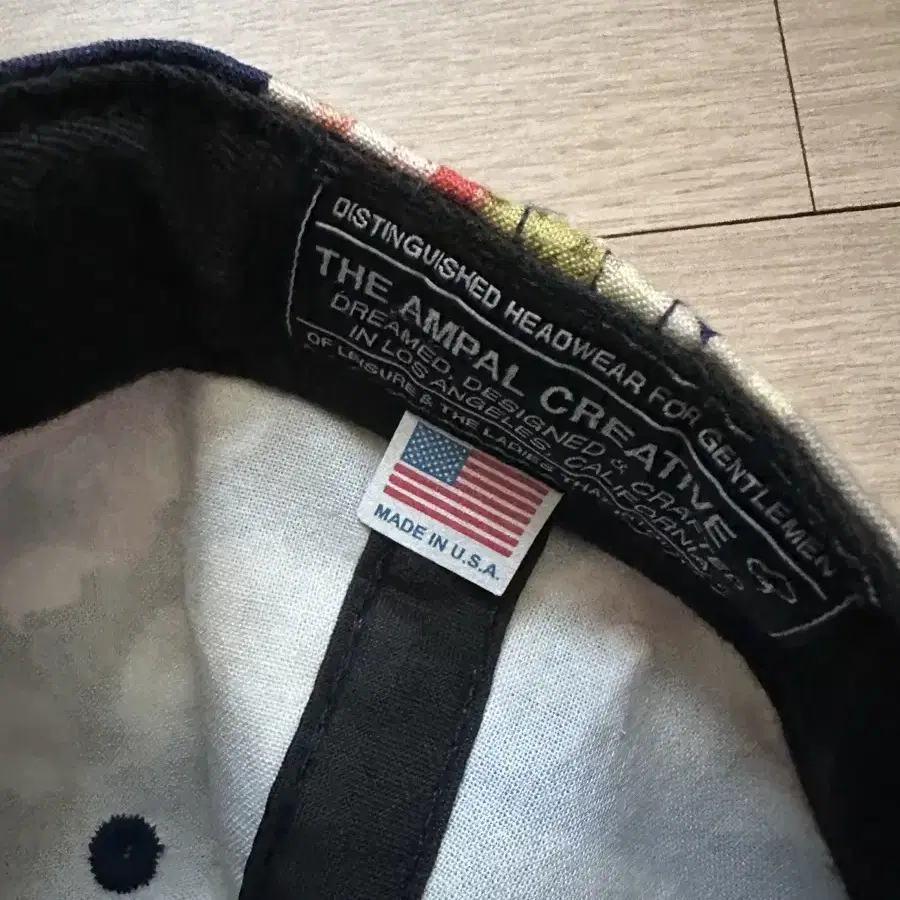 DISTINGUISHED HEADWEAR FOR GENTLEMEN
THE AMPAL CREATIVE
DREAMED, DESIGNED & CRAFTED
IN LOS ANGELES, CALIFORNIA
OF LEISURE & THE LADIES THAT
MADE IN U.S.A.